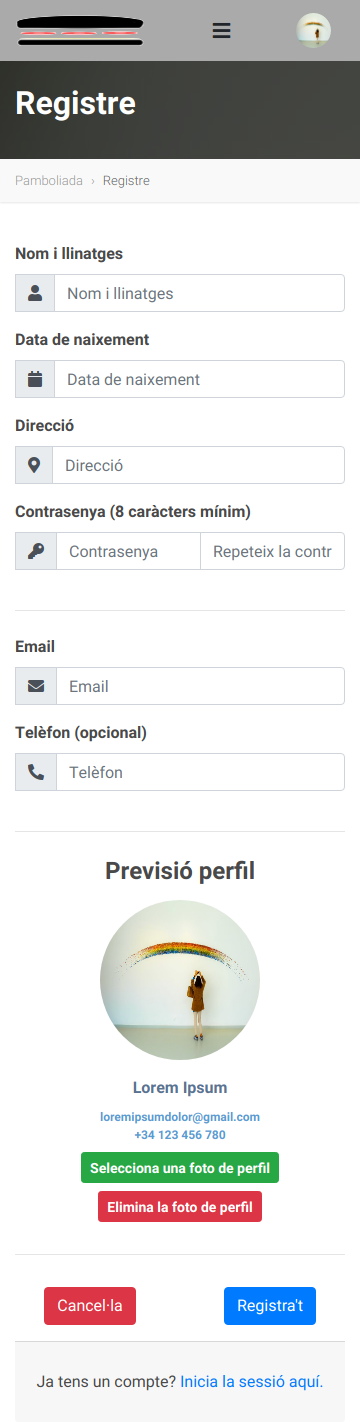 Registre
Pamboliada › Registre
Nom i llinatges
Nom i llinatges
Data de naixement
Data de naixement
Direcció
Direcció
Contrasenya (8 caràcters mínim)
Contrasenya Repeteix la contr
Email
Email
Telèfon (opcional)
Telèfon
Previsió perfil
Lorem Ipsum
loremipsumdolor@gmail.com
+34 123 456 780
Selecciona una foto de perfil
Elimina la foto de perfil
Cancel·la Registra't
Ja tens un compte? Inicia la sessió aquí.